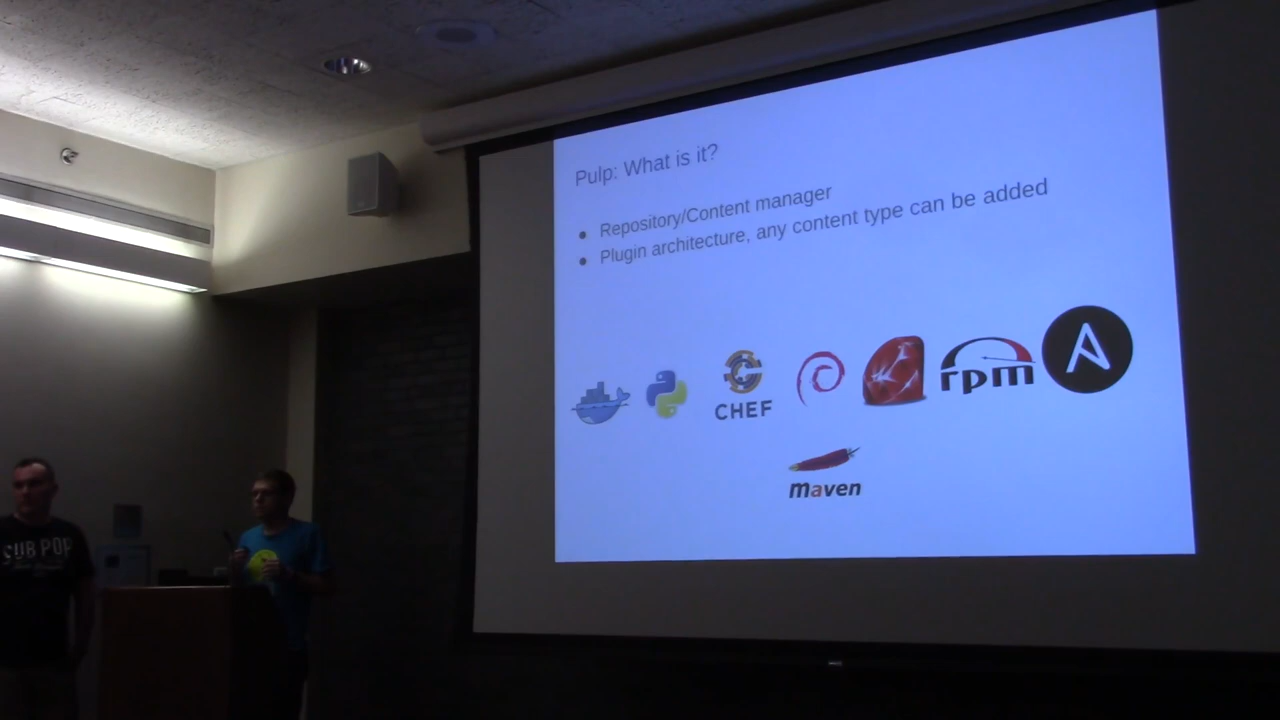 Pulp: What is it?
● Repository/Content manager
● Plugin architecture, any content type can be added
CHEF
rpm
maven
SUB POP